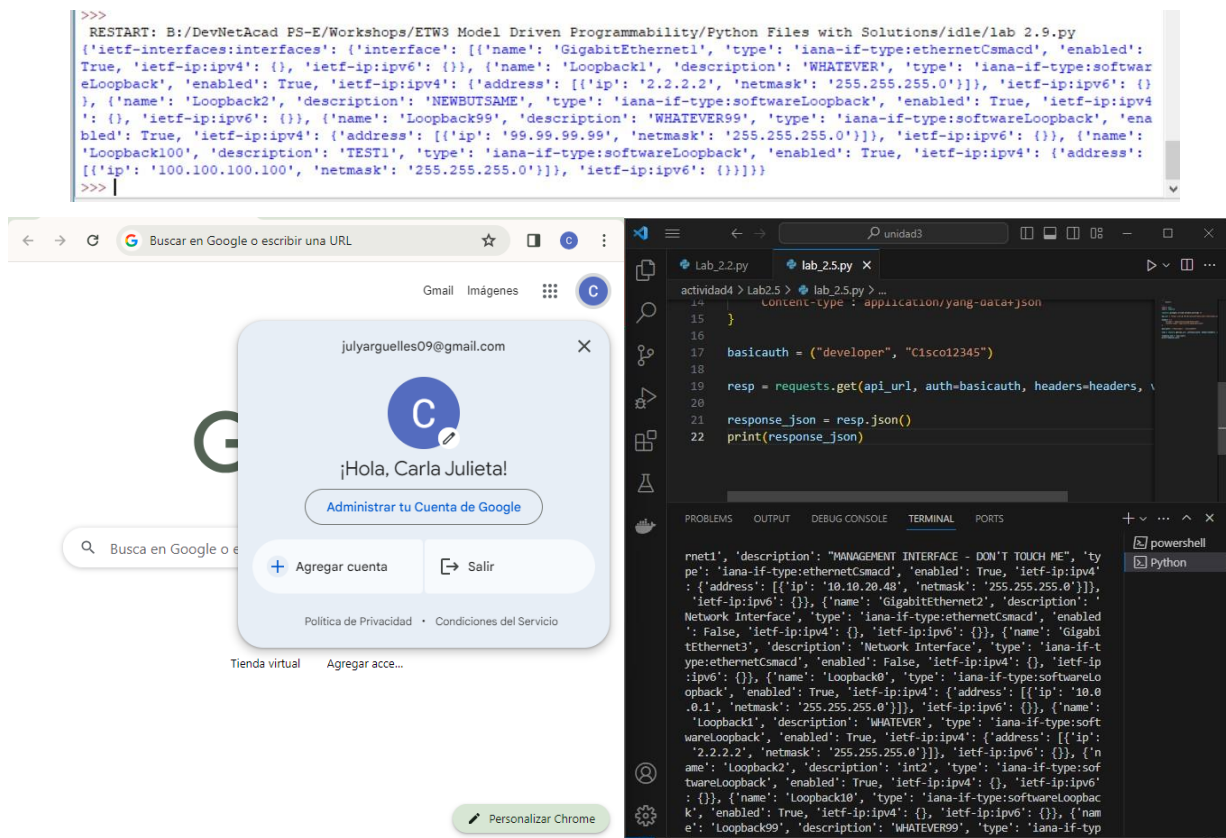 >>>
RESTART: B:/DevNetAcad PS-E/Workshops/ETW3 Model Driven Programmability/Python Files with Solutions/idle/lab 2.9.py
{'ietf-interfaces:interfaces': {'interface': [{'name': 'GigabitEthernet1', 'type': 'iana-if-type:ethernetCsmacd', 'enabled':
True, 'ietf-ip:ipv4': {}, 'ietf-ip:ipv6': {}}, {'name': 'Loopback1', 'description': 'WHATEVER', 'type': 'iana-if-type:softwar
eLoopback', 'enabled': True, 'ietf-ip:ipv4': {'address': [{'ip': '2.2.2.2', 'netmask': '255.255.255.0'}]}, 'ietf-ip:ipv6': {}
}, {'name': 'Loopback2', 'description': 'NEWBUTSAME', 'type': 'iana-if-type:softwareLoopback', 'enabled': True, 'ietf-ip:ipv4
': {}, 'ietf-ip:ipv6': {}}, {'name': 'Loopback99', 'description': 'WHATEVER99', 'type': 'iana-if-type:softwareLoopback', 'ena
bled': True, 'ietf-ip:ipv4': {'address': [{'ip': '99.99.99.99', 'netmask': '255.255.255.0'}]}, 'ietf-ip:ipv6': {}}, {'name':
'Loopback100', 'description': 'TEST1', 'type': 'iana-if-type:softwareLoopback', 'enabled': True, 'ietf-ip:ipv4': {'address':
[{'ip': '100.100.100.100', 'netmask': '255.255.255.0'}]}, 'ietf-ip:ipv6': {}}]}}
>>>
G Buscar en Google o escribir una URL
C
Gmail Imágenes
C
julyarguelles09@gmail.com
C
¡Hola, Carla Julieta!
Administrar tu Cuenta de Google
Agregar cuenta
Salir
Política de Privacidad • Condiciones del Servicio
G
Busca en Google o e
Tienda virtual
Agregar acce...
Personalizar Chrome
unidad3
Lab_2.2.py
lab_2.5.py
actividad4 > Lab2.5 > lab_2.5.py > ...
14 Content-type : application/yang-data+json
15 }
16
17 basicauth = ("developer", "C1sco12345")
18
19 resp = requests.get(api_url, auth=basicauth, headers=headers, v
20
21 response_json = resp.json()
22 print(response_json)
PROBLEMS OUTPUT DEBUG CONSOLE TERMINAL PORTS
powershell
Python
rnet1', 'description': "MANAGEMENT INTERFACE - DON'T TOUCH ME", 'ty
pe': 'iana-if-type:ethernetCsmacd', 'enabled': True, 'ietf-ip:ipv4'
: {'address': [{'ip': '10.10.20.48', 'netmask': '255.255.255.0'}]},
'ietf-ip:ipv6': {}}, {'name': 'GigabitEthernet2', 'description': '
Network Interface', 'type': 'iana-if-type:ethernetCsmacd', 'enabled
': False, 'ietf-ip:ipv4': {}, 'ietf-ip:ipv6': {}}, {'name': 'Gigabi
tEthernet3', 'description': 'Network Interface', 'type': 'iana-if-t
ype:ethernetCsmacd', 'enabled': False, 'ietf-ip:ipv4': {}, 'ietf-ip
:ipv6': {}}, {'name': 'Loopback0', 'type': 'iana-if-type:softwareLo
opback', 'enabled': True, 'ietf-ip:ipv4': {'address': [{'ip': '10.0
.0.1', 'netmask': '255.255.255.0'}]}, 'ietf-ip:ipv6': {}}, {'name':
'Loopback1', 'description': 'WHATEVER', 'type': 'iana-if-type:soft
wareLoopback', 'enabled': True, 'ietf-ip:ipv4': {'address': [{'ip':
'2.2.2.2', 'netmask': '255.255.255.0'}]}, 'ietf-ip:ipv6': {}}, {'n
ame': 'Loopback2', 'description': 'int2', 'type': 'iana-if-type:sof
twareLoopback', 'enabled': True, 'ietf-ip:ipv4': {}, 'ietf-ip:ipv6'
: {}}, {'name': 'Loopback10', 'type': 'iana-if-type:softwareLoopbac
k', 'enabled': True, 'ietf-ip:ipv4': {}, 'ietf-ip:ipv6': {}}, {'nam
e': 'Loopback99', 'description': 'WHATEVER99', 'type': 'iana-if-typ